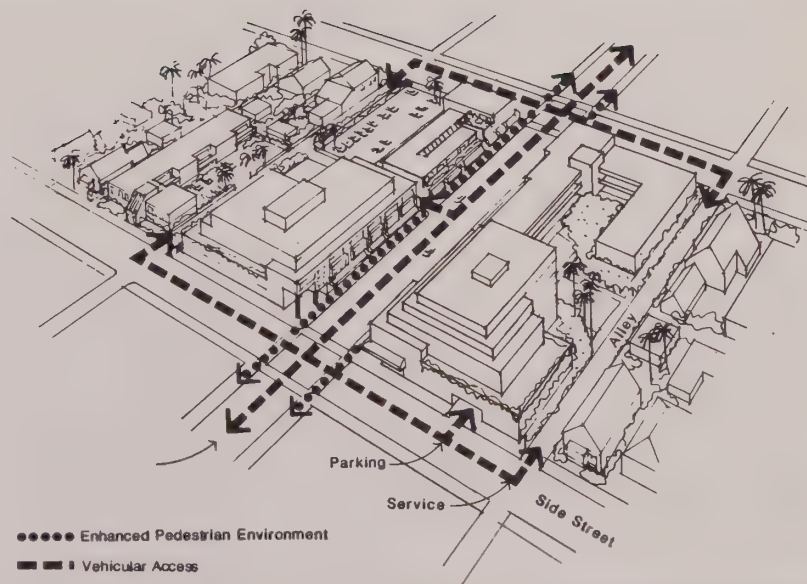 Alley
Parking
Service
Side Street
Enhanced Pedestrian Environment
Vehicular Access